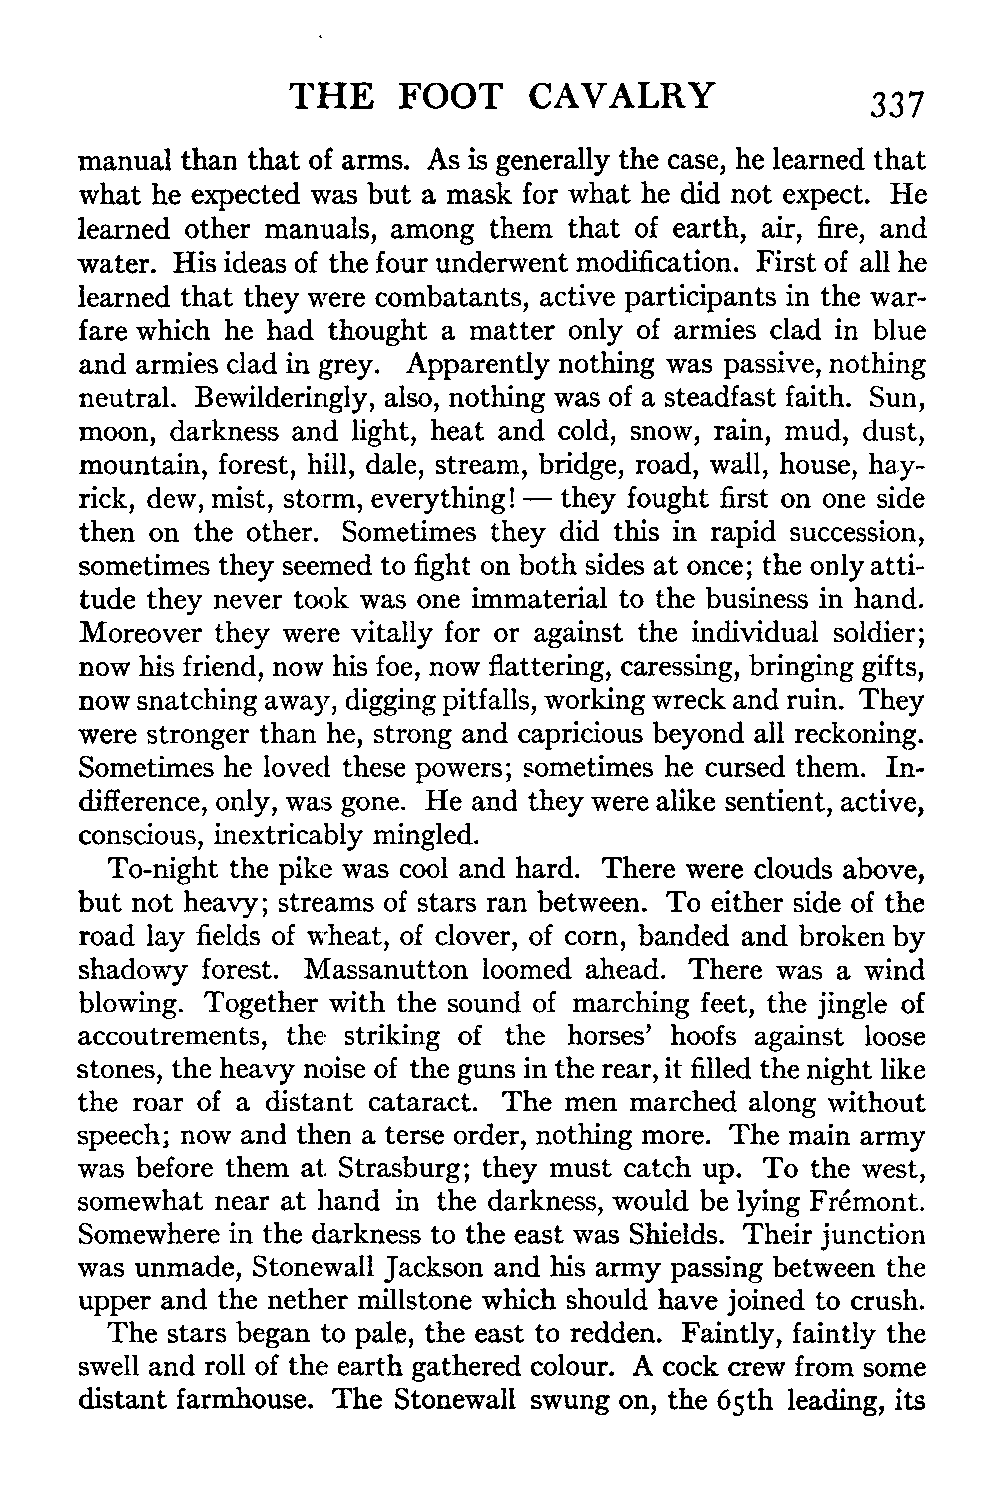 THE FOOT CAVALRY 337
manual than that of arms. As is generally the case, he learned that
what he expected was but a mask for what he did not expect. He
learned other manuals, among them that of earth, air, fire, and
water. His ideas of the four underwent modification. First of all he
learned that they were combatants, active participants in the war-
fare which he had thought a matter only of armies clad in blue
and armies clad in grey. Apparently nothing was passive, nothing
neutral. Bewilderingly, also, nothing was of a steadfast faith. Sun,
moon, darkness and light, heat and cold, snow, rain, mud, dust,
mountain, forest, hill, dale, stream, bridge, road, wall, house, hay-
rick, dew, mist, storm, everything! — they fought first on one side
then on the other. Sometimes they did this in rapid succession,
sometimes they seemed to fight on both sides at once; the only atti-
tude they never took was one immaterial to the business in hand.
Moreover they were vitally for or against the individual soldier;
now his friend, now his foe, now flattering, caressing, bringing gifts,
now snatching away, digging pitfalls, working wreck and ruin. They
were stronger than he, strong and capricious beyond all reckoning.
Sometimes he loved these powers; sometimes he cursed them. In-
difference, only, was gone. He and they were alike sentient, active,
conscious, inextricably mingled.
To-night the pike was cool and hard. There were clouds above,
but not heavy; streams of stars ran between. To either side of the
road lay fields of wheat, of clover, of corn, banded and broken by
shadowy forest. Massanutton loomed ahead. There was a wind
blowing. Together with the sound of marching feet, the jingle of
accoutrements, the striking of the horses' hoofs against loose
stones, the heavy noise of the guns in the rear, it filled the night like
the roar of a distant cataract. The men marched along without
speech; now and then a terse order, nothing more. The main army
was before them at Strasburg; they must catch up. To the west,
somewhat near at hand in the darkness, would be lying Frémont.
Somewhere in the darkness to the east was Shields. Their junction
was unmade, Stonewall Jackson and his army passing between the
upper and the nether millstone which should have joined to crush.
The stars began to pale, the east to redden. Faintly, faintly the
swell and roll of the earth gathered colour. A cock crew from some
distant farmhouse. The Stonewall swung on, the 65th leading, its